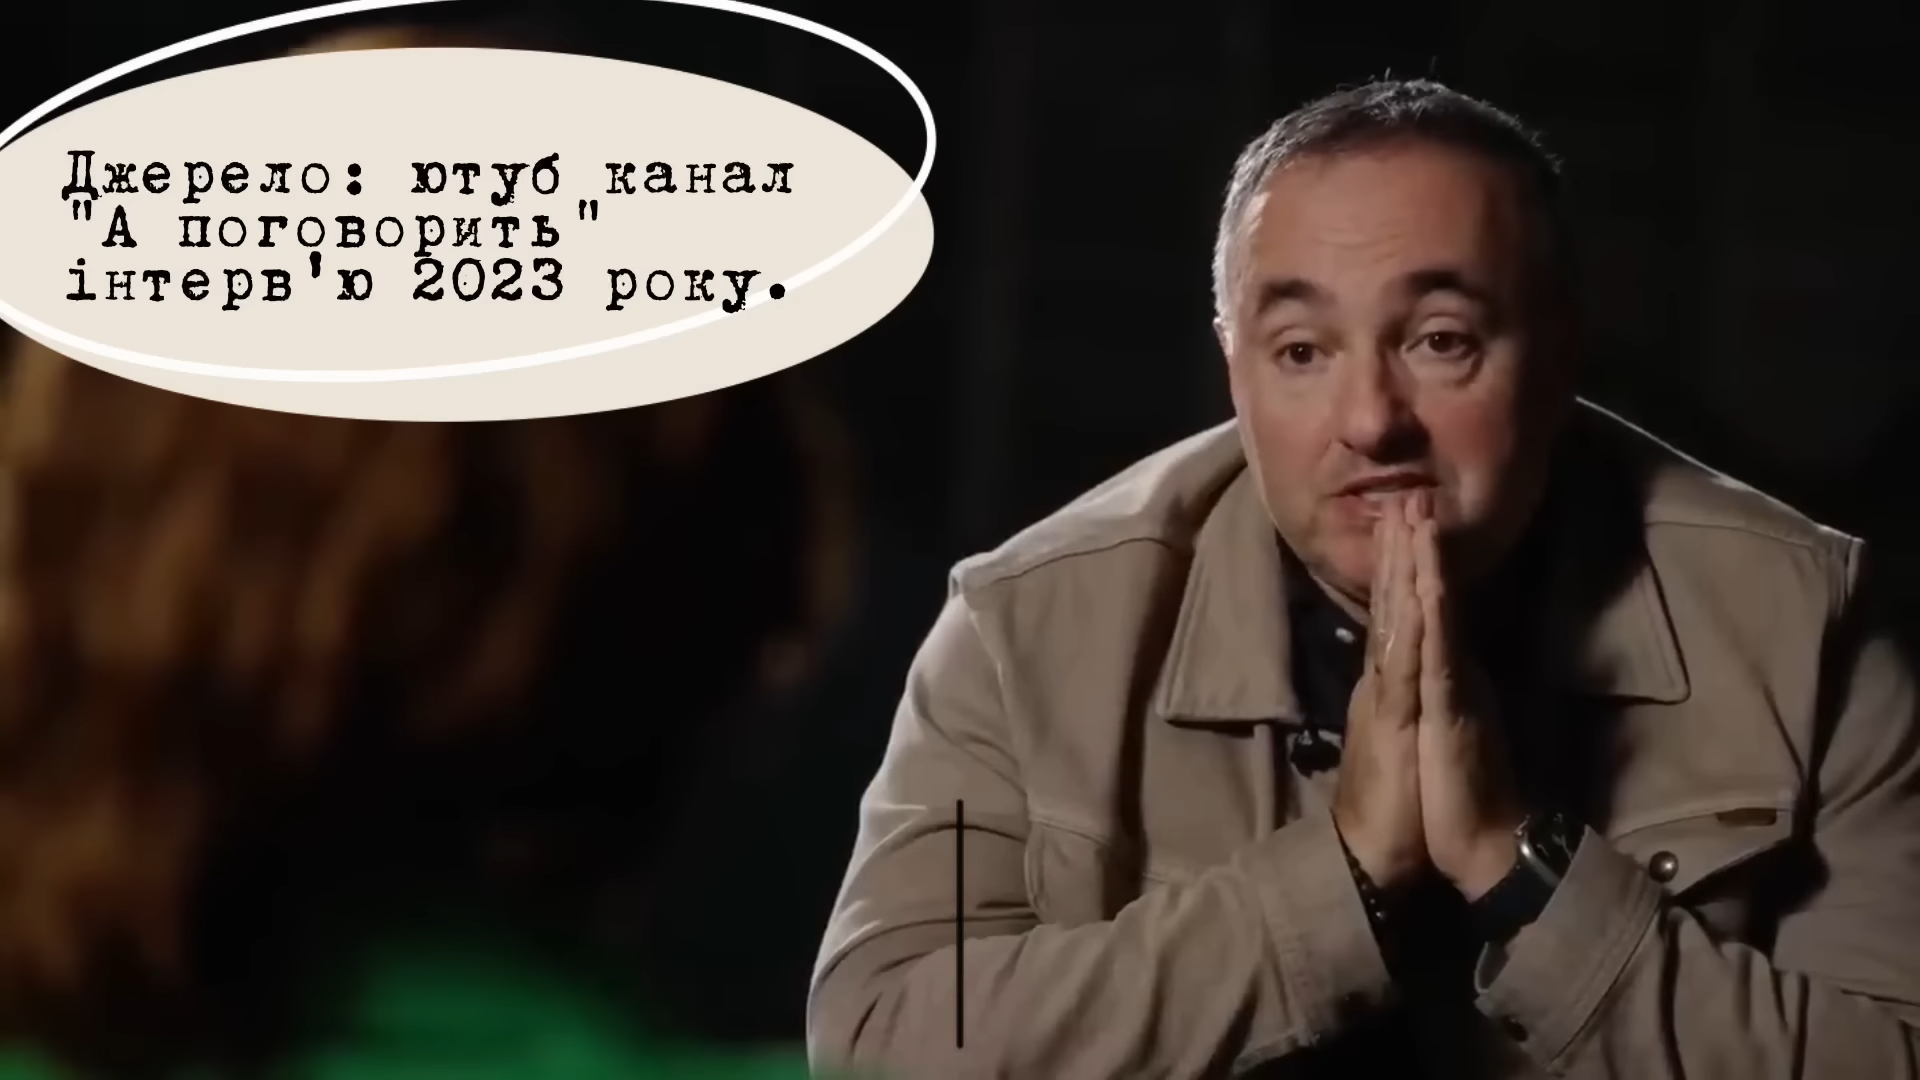 Джерело: ютуб канал
"А поговорить"
інтерв'ю 2023 року.